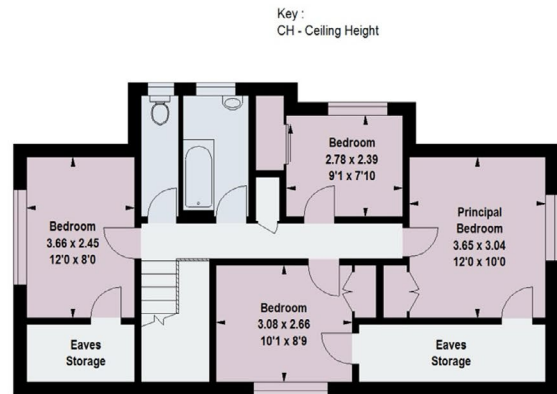 Key :
CH - Ceiling Height
Bedroom
2.78 x 2.39
9'1 x 7'10
Bedroom
3.66 x 2.45
12'0 x 8'0
Principal
Bedroom
3.65 x 3.04
12'0 x 10'0
Bedroom
3.08 x 2.66
10'1 x 8'9
Eaves
Storage
Eaves
Storage